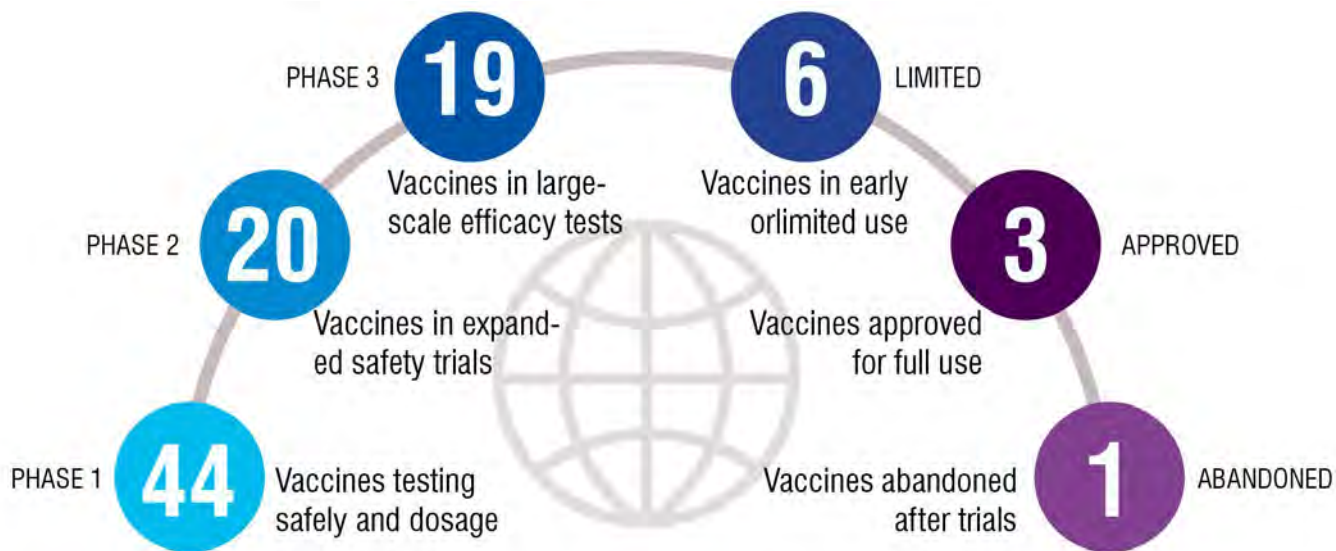 PHASE 1
44
Vaccines testing
safely and dosage
PHASE 2
20
Vaccines in expand-
ed safety trials
PHASE 3
19
Vaccines in large-
scale efficacy tests
6
LIMITED
Vaccines in early
orlimited use
3
APPROVED
Vaccines approved
for full use
1
ABANDONED
Vaccines abandoned
after trials